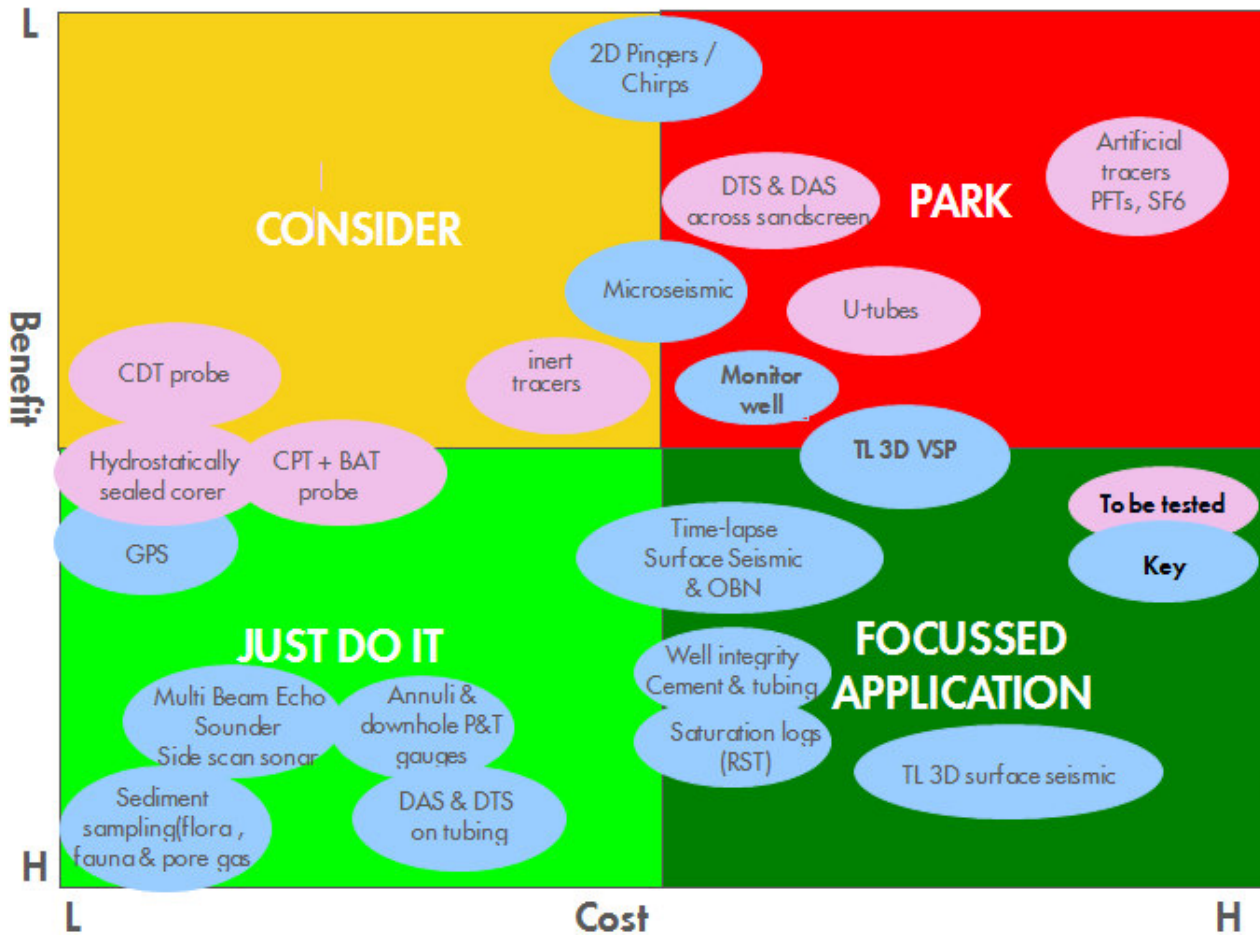 L
2D Pingers /
Chirps
Artificial
tracers
PFTs, SF6
DTS & DAS
across sandscreen
PARK
CONSIDER
Microseismic
U-tubes
Benefit
CDT probe
inert
tracers
Monitor
well
TL 3D VSP
Hydrostatically
sealed corer
CPT + BAT
probe
To be tested
GPS
Time-lapse
Surface Seismic
& OBN
Key
JUST DO IT
FOCUSSED
APPLICATION
Well integrity
Cement & tubing
Multi Beam Echo
Sounder
Side scan sonar
Annuli &
downhole P&T
gauges
Saturation logs
(RST)
TL 3D surface seismic
Sediment
sampling(flora ,
fauna & pore gas
DAS & DTS
on tubing
H
L
Cost
H